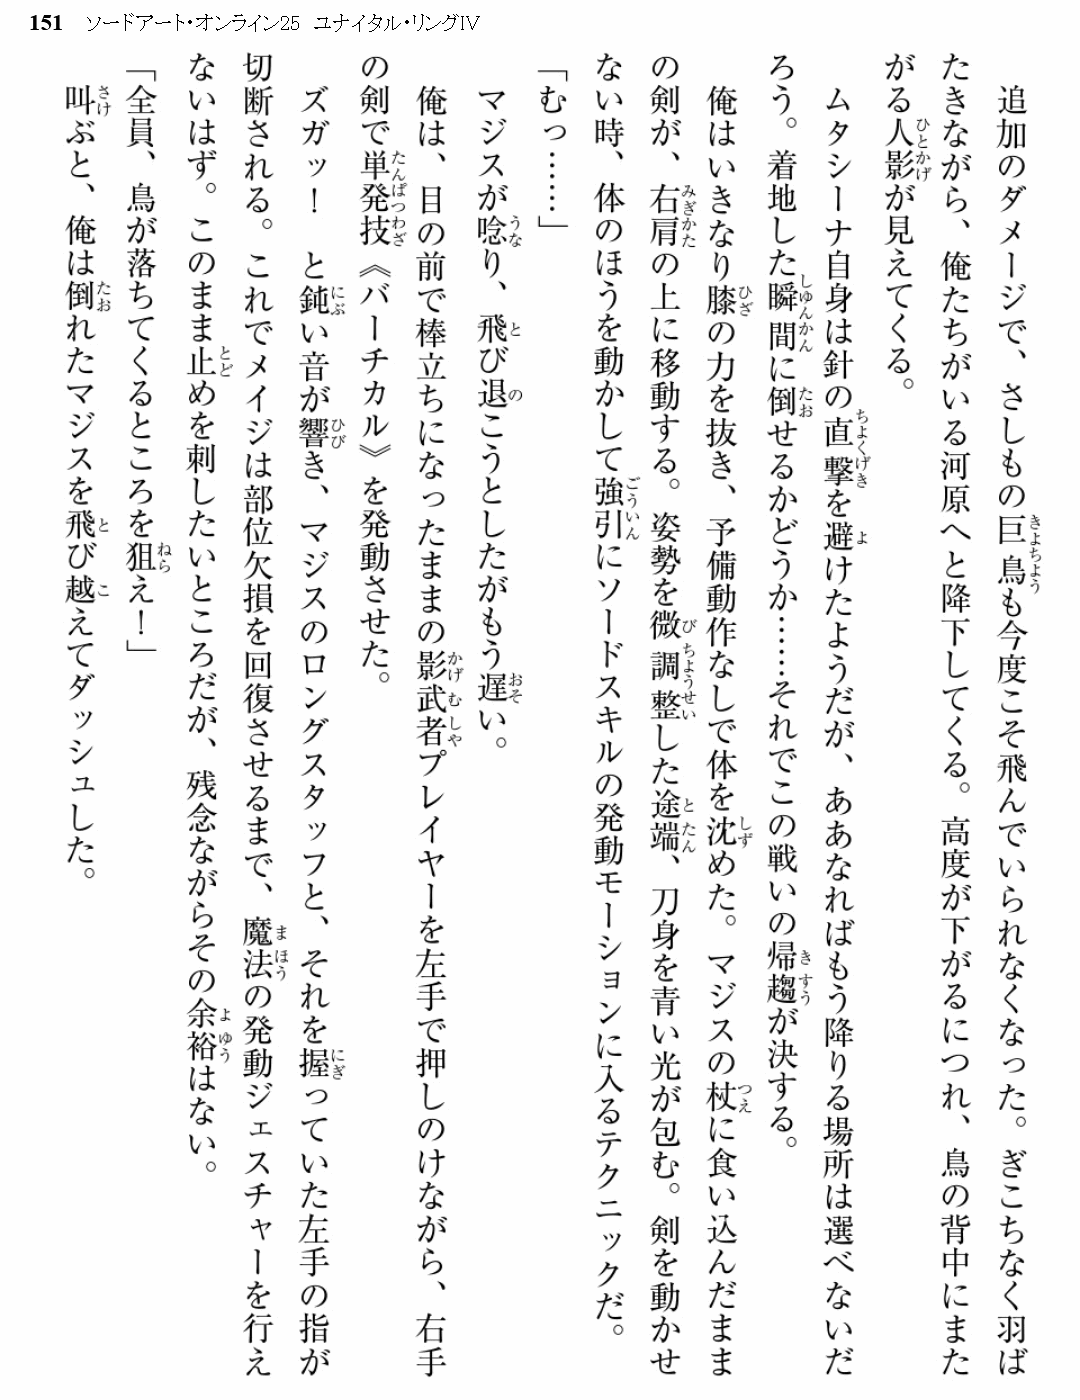 151 ソードアート・オンライン25 ユナイタル・リングIV
追加のダメージで、さしもの巨鳥も今度こそ飛んでいられなくなった。ぎこちなく羽ば
たきながら、俺たちがいる河原へと降下してくる。高度が下がるにつれ、鳥の背中にまた
がる人影が見えてくる。
ムタシーナ自身は針の直撃を避けたようだが、ああなればもう降りる場所は選べないだ
ろう。着地した瞬間に倒せるかどうか……それでこの戦いの帰趨が決する。
俺はいきなり膝の力を抜き、予備動作なしで体を沈めた。マジスの杖に食い込んだまま
の剣が、右肩の上に移動する。姿勢を微調整した途端、刀身を青い光が包む。剣を動かせ
ない時、体のほうを動かして強引にソードスキルの発動モーションに入るテクニックだ。
「むっ……」
マジスが唸り、飛び退こうとしたがもう遅い。
俺は、目の前で棒立ちになったままの影武者プレイヤーを左手で押しのけながら、右手
の剣で単発技《バーチカル》を発動させた。
ズガッ！　と鈍い音が響き、マジスのロングスタッフと、それを握っていた左手の指が
切断される。これでメイジは部位欠損を回復させるまで、魔法の発動ジェスチャーを行え
ないはず。このまま止めを刺したいところだが、残念ながらその余裕はない。
「全員、鳥が落ちてくるところを狙え！」
叫ぶと、俺は倒れたマジスを飛び越えてダッシュした。